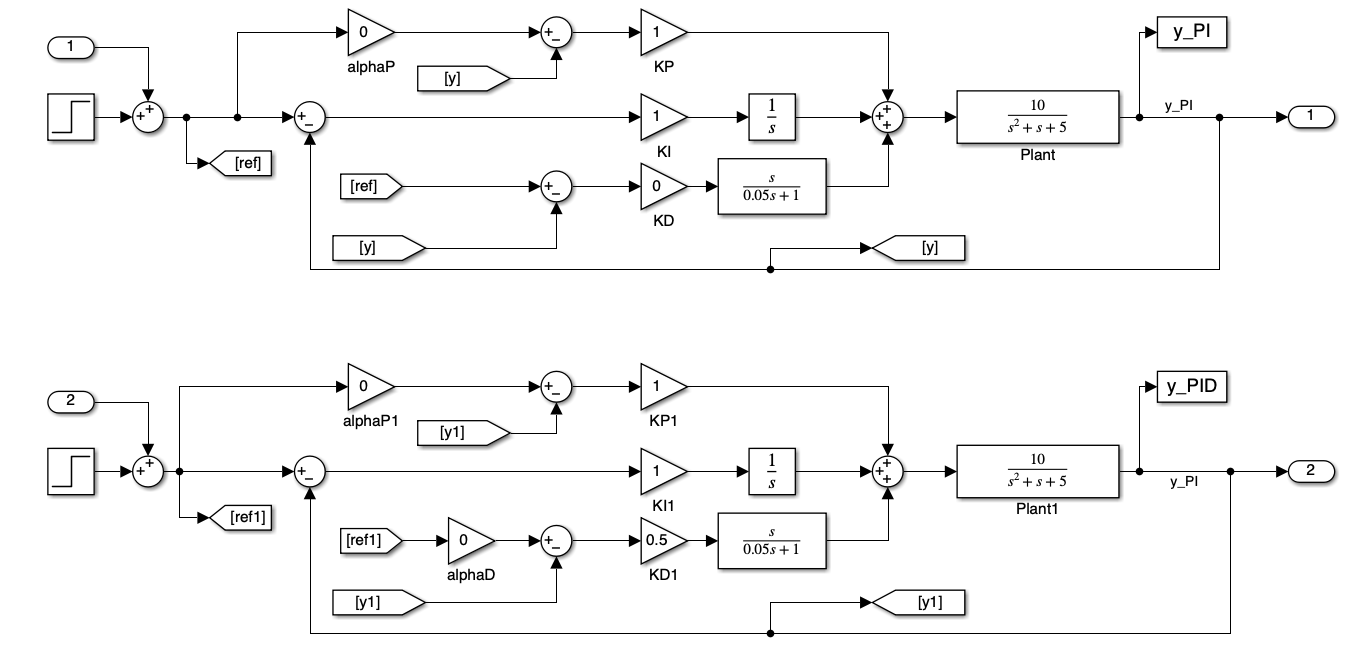 1
0
alphaP
+ _
1
KP
y_PI
[y]
+ +
+ _
1
KI
1
s
+
+
+
10
s² + s + 5
Plant
y_PI
1
[ref]
[ref]
+ _
0
KD
s
0.05s + 1
[y]
[y]
2
0
alphaP1
+ _
1
KP1
y_PID
[y1]
+ +
+ _
1
KI1
1
s
+
+
+
10
s² + s + 5
Plant1
y_PI
2
[ref1]
[ref1]
0
alphaD
+ _
0.5
KD1
s
0.05s + 1
[y1]
[y1]